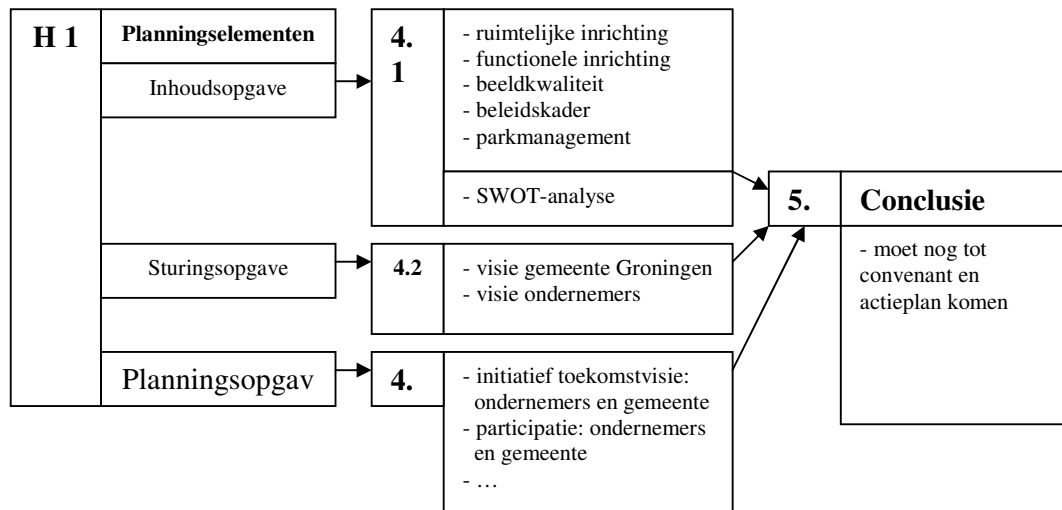 H 1
Planningselementen
Inhoudsopgave
4.
1
- ruimtelijke inrichting
- functionele inrichting
- beeldkwaliteit
- beleidskader
- parkmanagement
- SWOT-analyse
Sturingsopgave
4.2
- visie gemeente Groningen
- visie ondernemers
Planningsopgav
4.
- initiatief toekomstvisie:
ondernemers en gemeente
- participatie: ondernemers
en gemeente
- …
5.
Conclusie
- moet nog tot
convenant en
actieplan komen